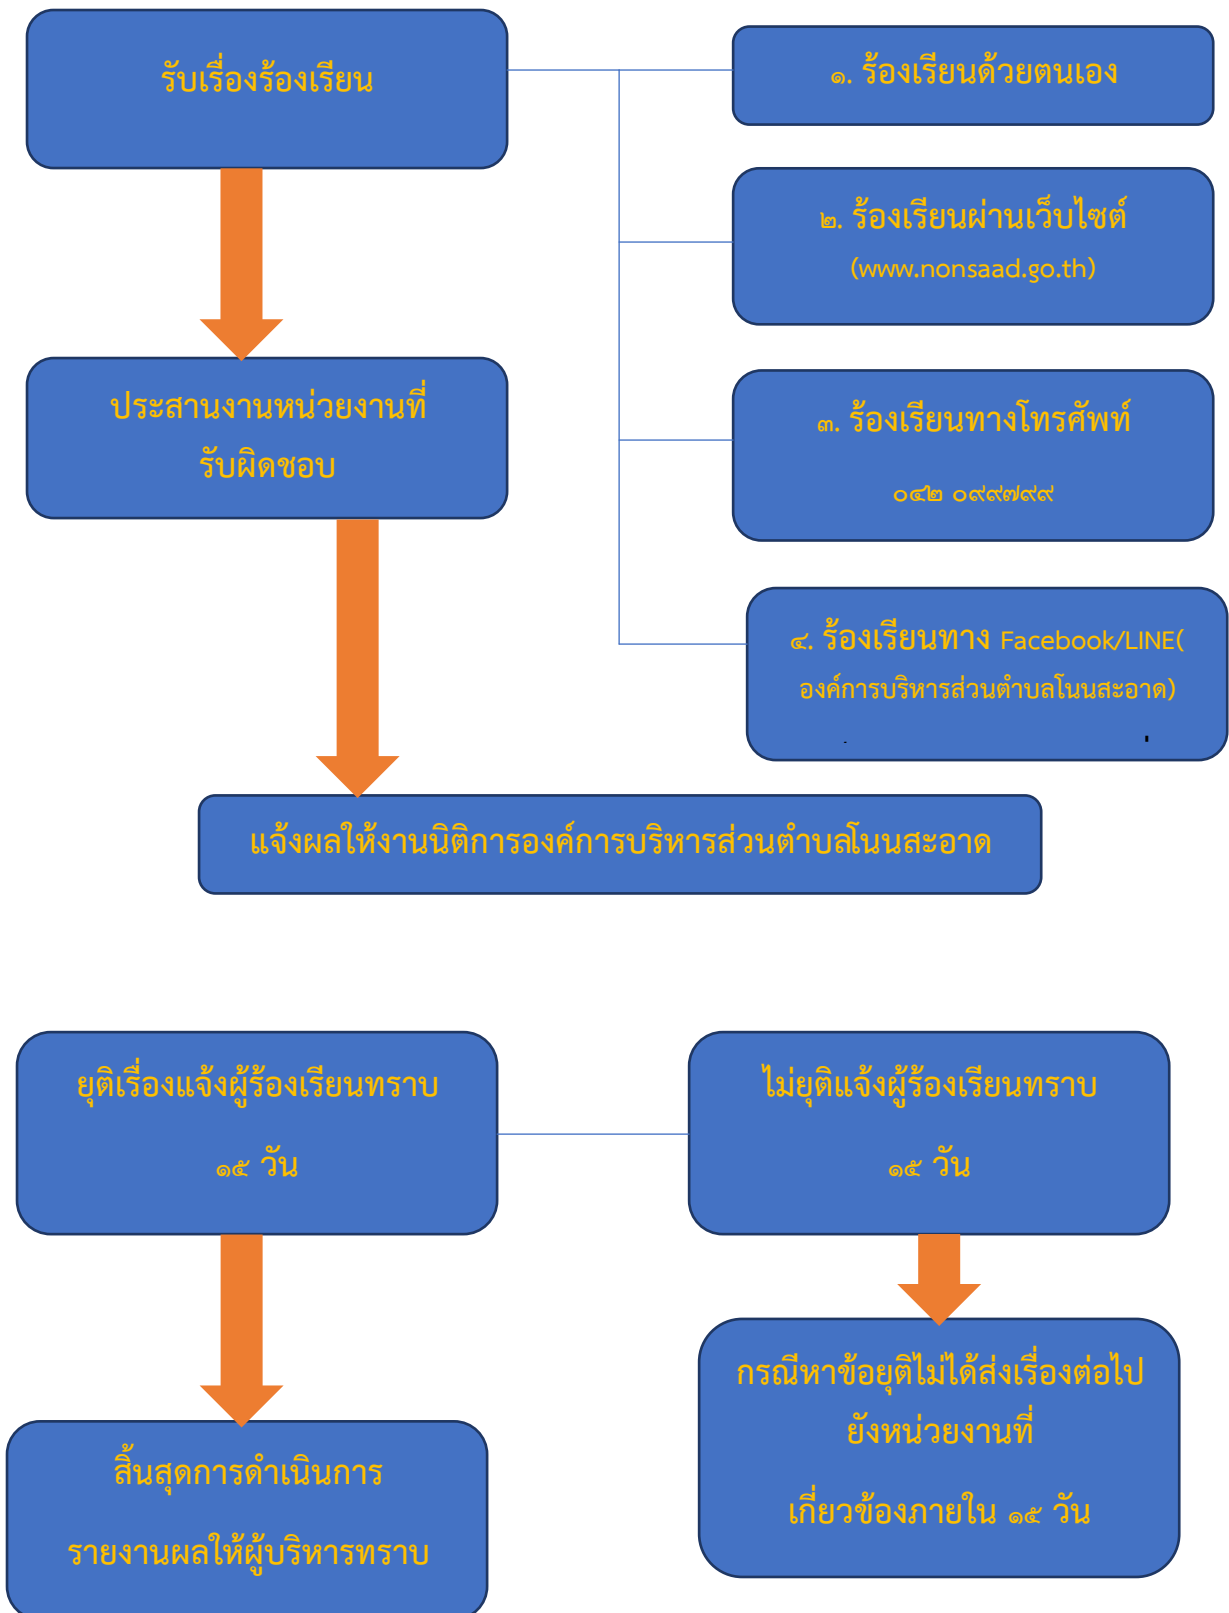 รับเรื่องร้องเรียน
๑. ร้องเรียนด้วยตนเอง
๒. ร้องเรียนผ่านเว็บไซต์
(www.nonsaad.go.th)
ประสานงานหน่วยงานที่
รับผิดชอบ
๓. ร้องเรียนทางโทรศัพท์
๐๔๒ ๐๙๙๗๙๙
๔. ร้องเรียนทาง Facebook/LINE(
องค์การบริหารส่วนตำบลโนนสะอาด)
แจ้งผลให้งานนิติการองค์การบริหารส่วนตำบลโนนสะอาด
ยุติเรื่องแจ้งผู้ร้องเรียนทราบ
๑๕ วัน
ไม่ยุติแจ้งผู้ร้องเรียนทราบ
๑๕ วัน
กรณีหาข้อยุติไม่ได้ส่งเรื่องต่อไป
ยังหน่วยงานที่
เกี่ยวข้องภายใน ๑๕ วัน
สิ้นสุดการดำเนินการ
รายงานผลให้ผู้บริหารทราบ